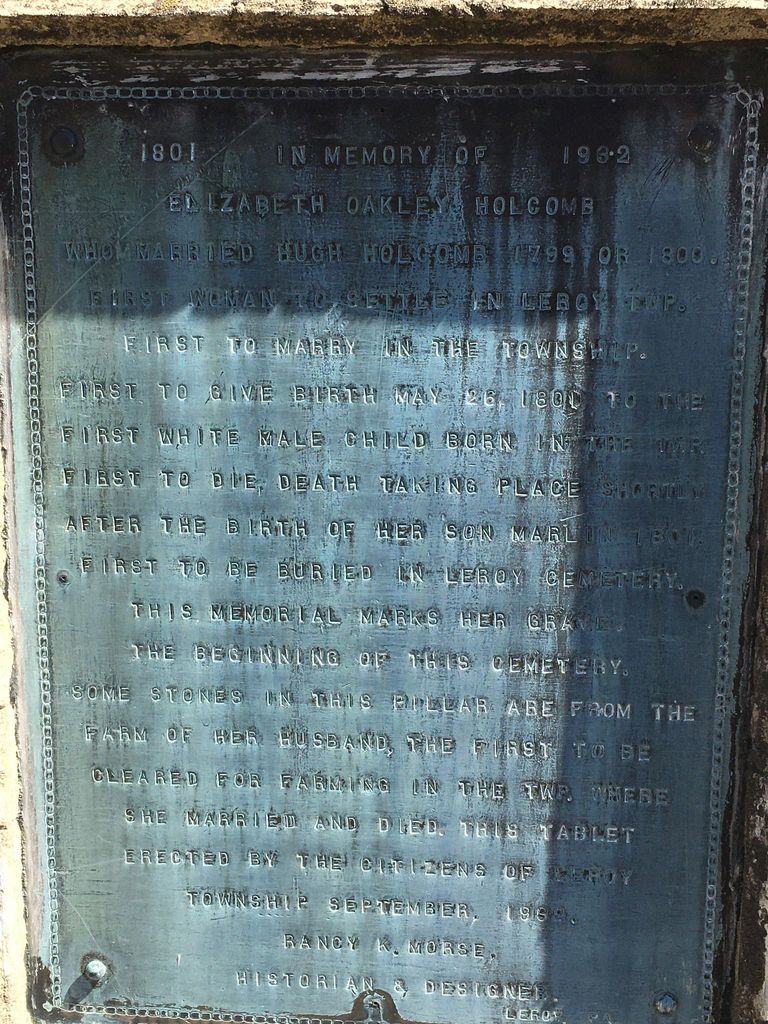 1801 IN MEMORY OF
ELIZABETH OAKLEY HOLCOMB
WHOM MARRIED HUGH HOLCOMB 1799 OR 1800.
FIRST WOMAN TO SETTLE IN LEROY TWP.
FIRST TO MARRY IN THE TOWNSHIP.
FIRST TO GIVE BIRTH MAY 26, TO THE
FIRST WHITE MALE CHILD BORN IN THE TWP.
FIRST TO DIE, DEATH TAKING PLACE SHORTLY
AFTER THE BIRTH OF HER SON MARLIN 1801.
FIRST TO BE BURIED IN LEROY CEMETERY.
THIS MEMORIAL MARKS HER GRAVE.
THE BEGINNING OF THIS CEMETERY.
SOME STONES IN THIS PILLAR ARE FROM THE
FARM OF HER HUSBAND, THE FIRST TO BE
CLEARED FOR FARMING IN THE TWP. WHERE
SHE MARRIED AND DIED. THIS TABLET
ERECTED BY THE CITIZENS OF LEROY
TOWNSHIP SEPTEMBER,
RANCY K. MORSE,
HISTORIAN & DESIGNER.
LEROY, PA.